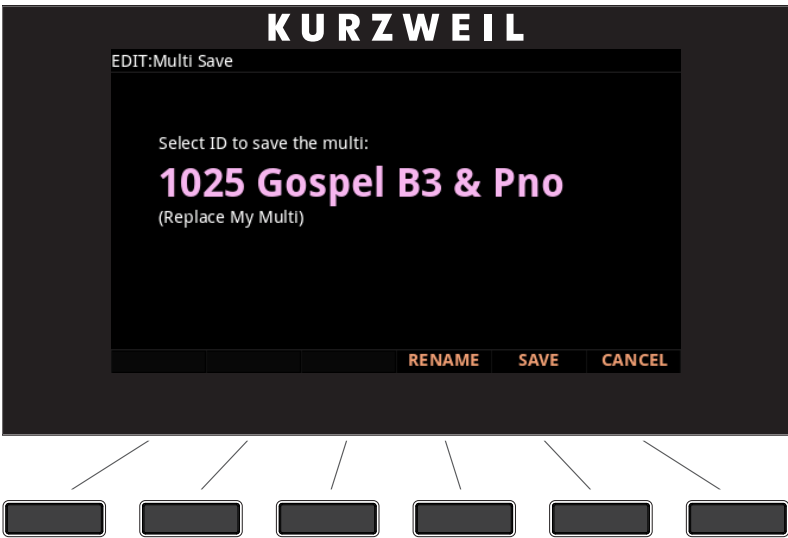 KURZWEIL
EDIT:Multi Save
Select ID to save the multi:
1025 Gospel B3 & Pno
(Replace My Multi)
RENAME SAVE CANCEL